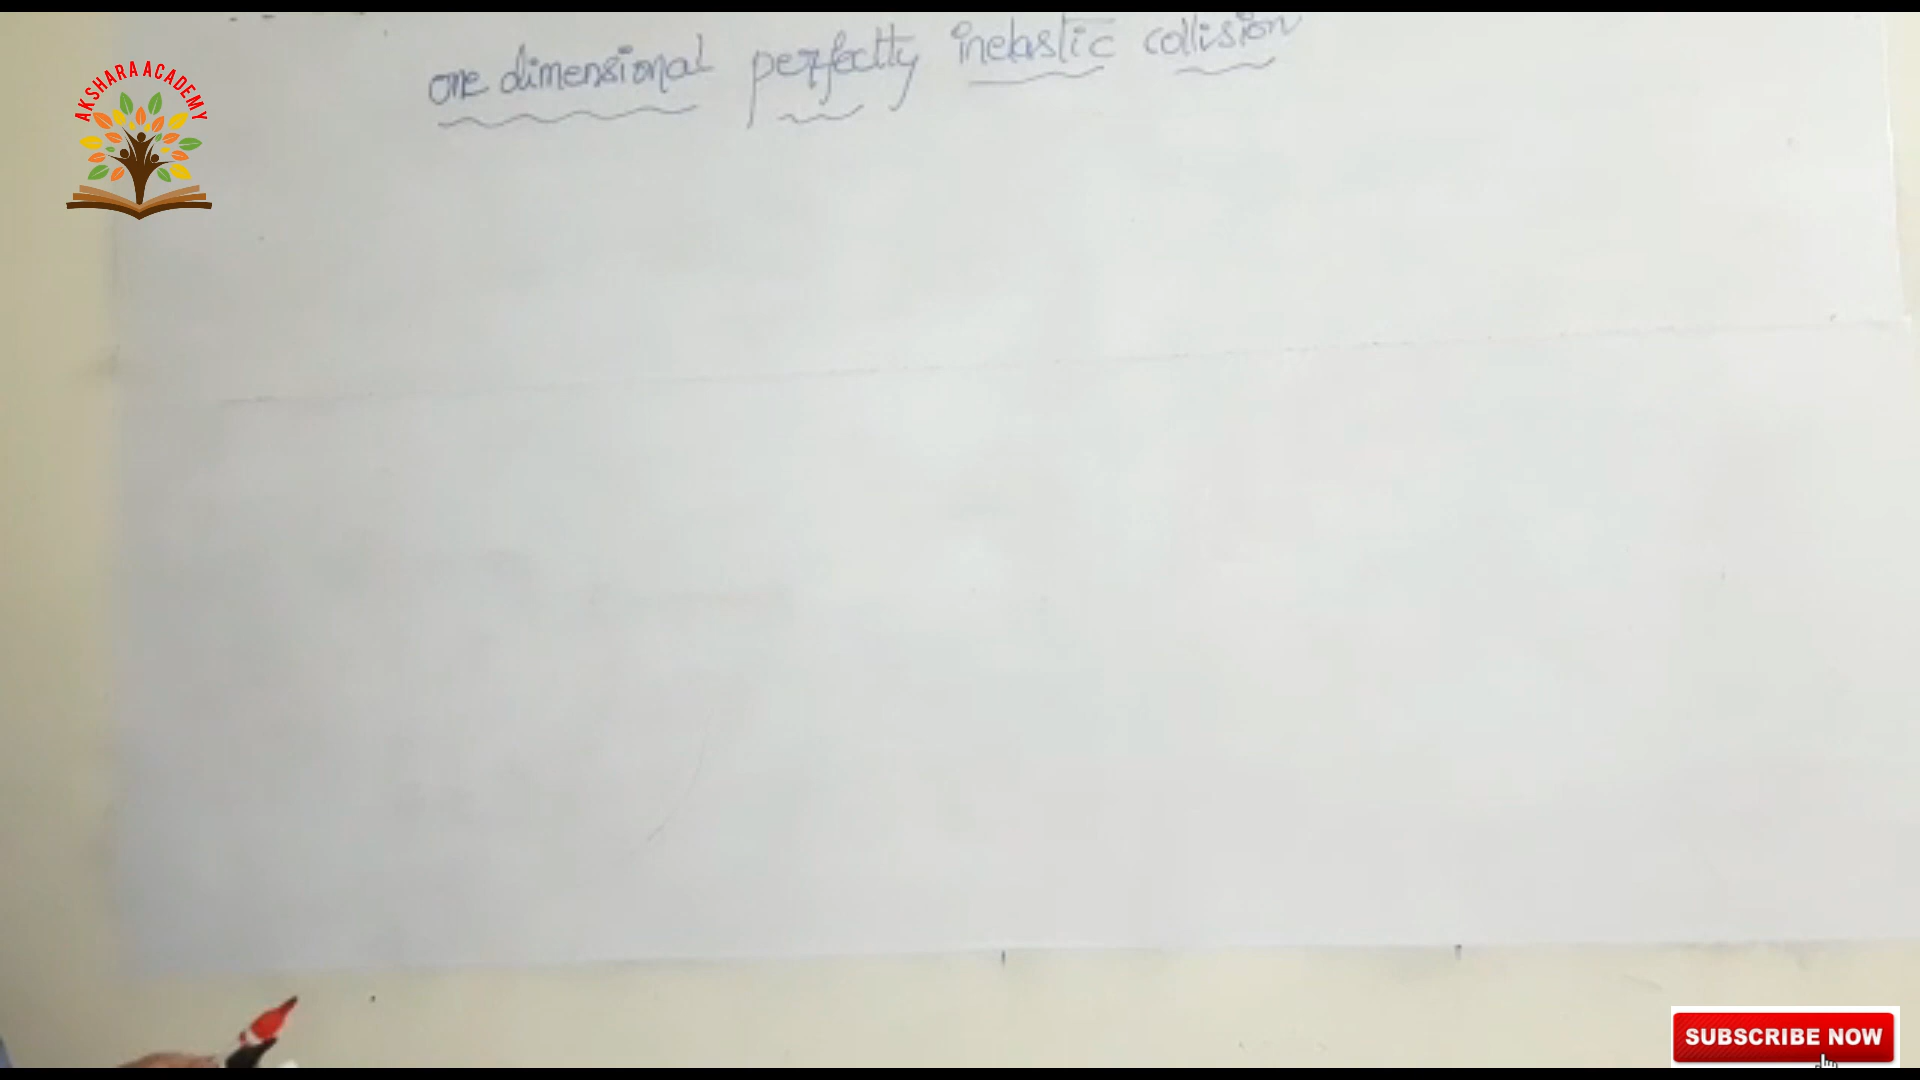 one dimensional perfectly inelastic collision
AKSHARA ACADEMY
SUBSCRIBE NOW